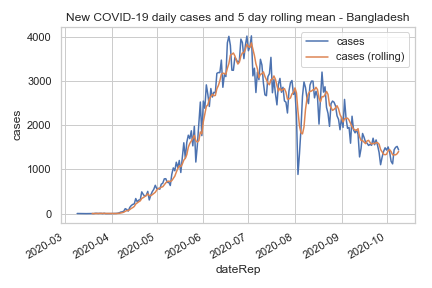 New COVID-19 daily cases and 5 day rolling mean - Bangladesh
cases
cases (rolling)
4000
3000
2000
1000
0
cases
2020-03
2020-04
2020-05
2020-06
2020-07
2020-08
2020-09
2020-10
dateRep